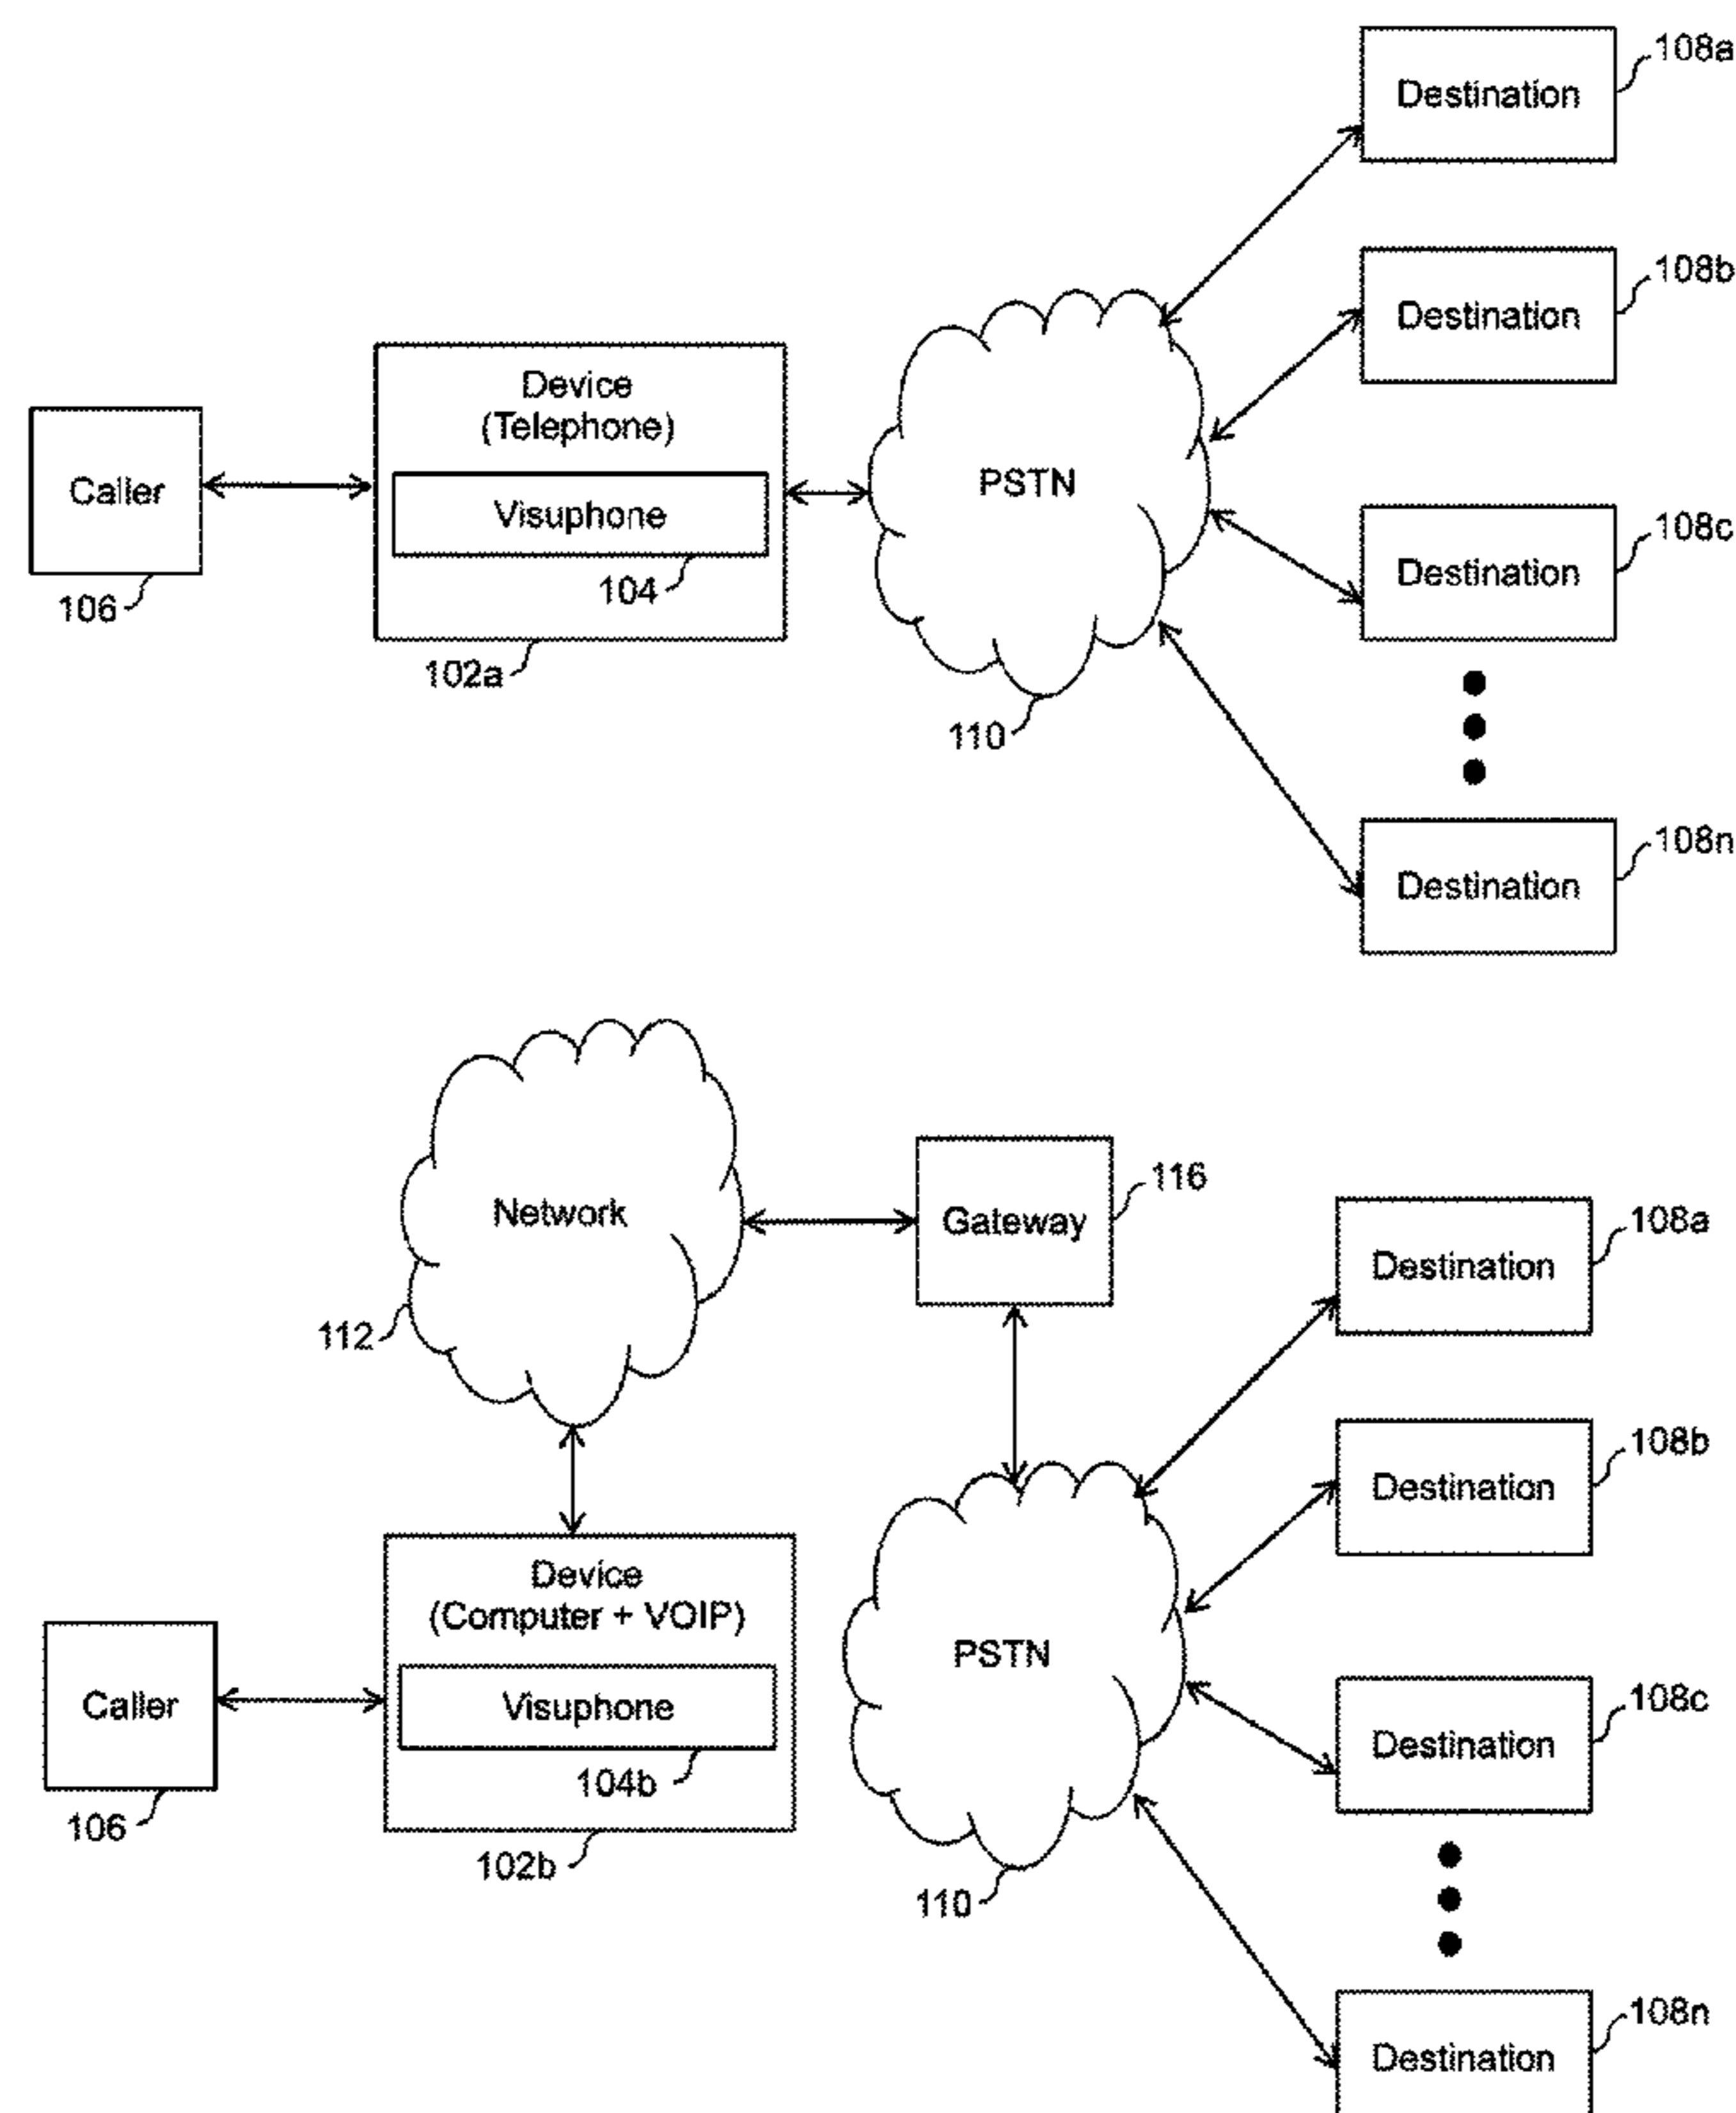 108a
Destination
108b
Destination
Device
(Telephone)
Caller
Visuphone
PSTN
104
106
102a
108c
Destination
110
108n
Destination
Network
112
Gateway
116
108a
Destination
108b
Destination
Device
(Computer + VOIP)
Caller
Visuphone
104b
106
102b
PSTN
110
108c
Destination
108n
Destination